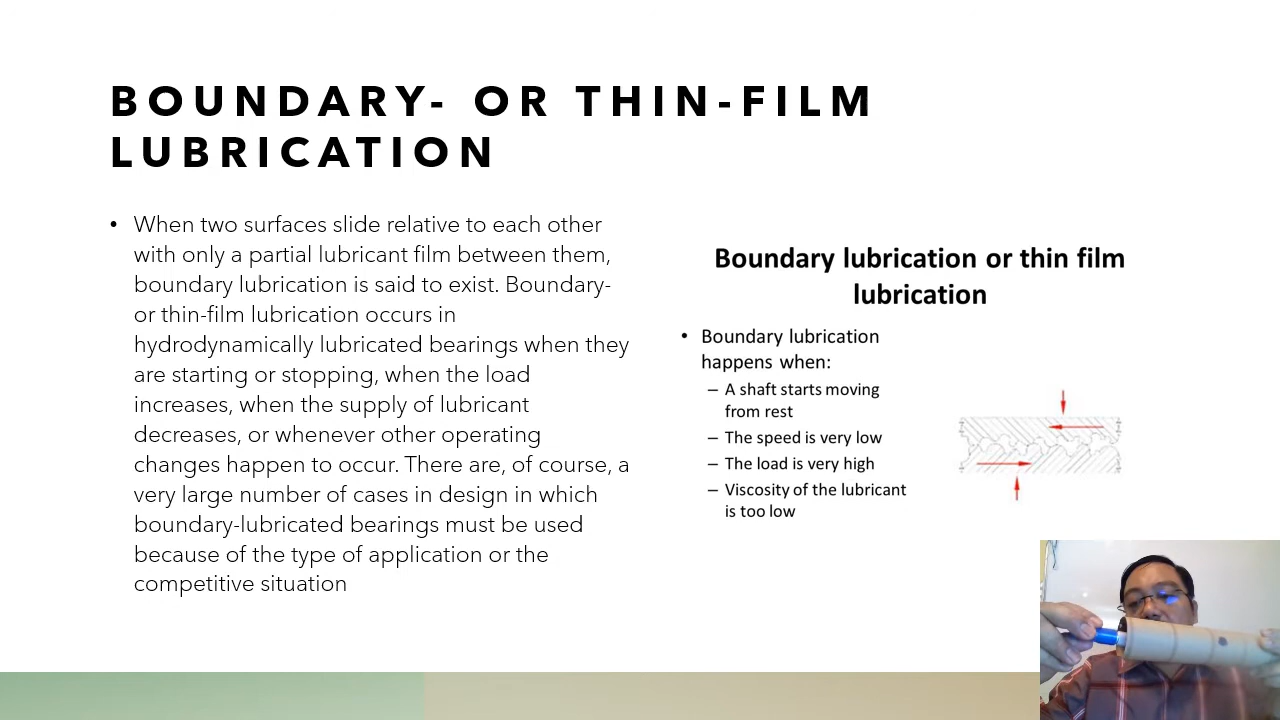 BOUNDARY- OR THIN-FILM
LUBRICATION
• When two surfaces slide relative to each other
with only a partial lubricant film between them,
boundary lubrication is said to exist. Boundary-
or thin-film lubrication occurs in
hydrodynamically lubricated bearings when they
are starting or stopping, when the load
increases, when the supply of lubricant
decreases, or whenever other operating
changes happen to occur. There are, of course, a
very large number of cases in design in which
boundary-lubricated bearings must be used
because of the type of application or the
competitive situation
Boundary lubrication or thin film
lubrication
• Boundary lubrication
happens when:
– A shaft starts moving
from rest
– The speed is very low
– The load is very high
– Viscosity of the lubricant
is too low